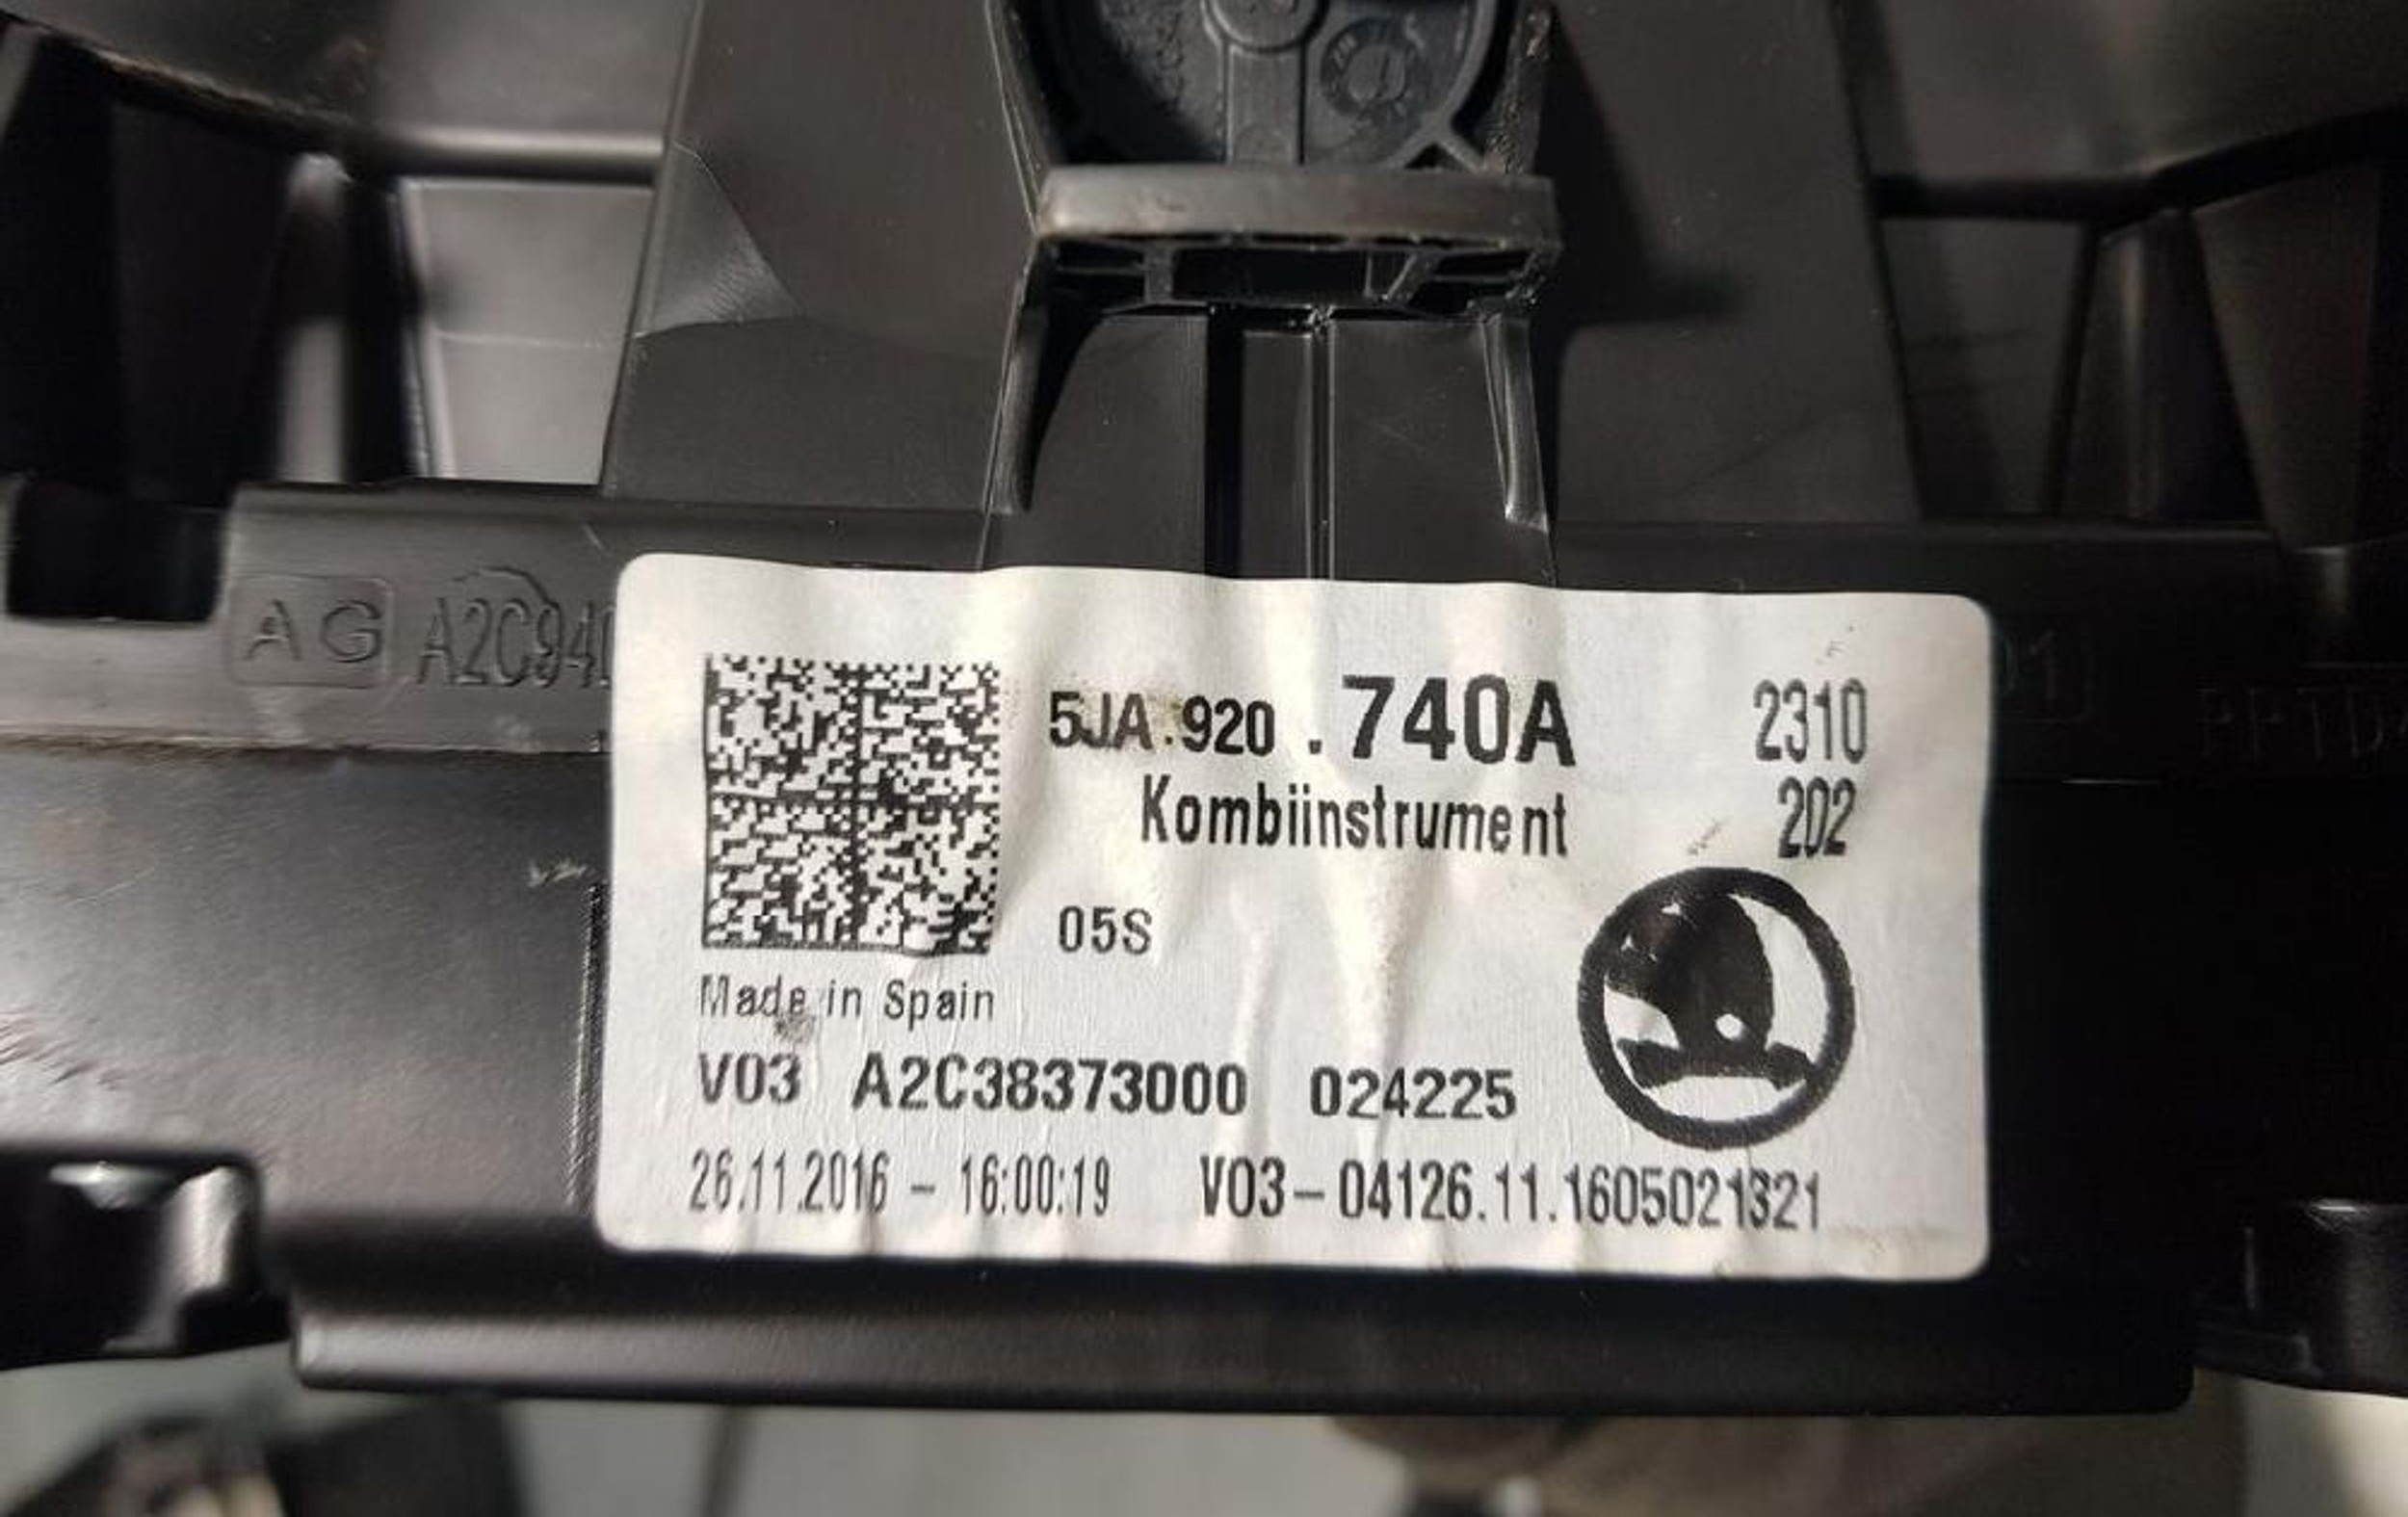 AG A2C94
5JA.920.740A 2310
Kombiinstrument 202
05S
Made in Spain
V03 A2C38373000 024225
26.11.2016 - 16:00:19 V03-04126.11.1605021321